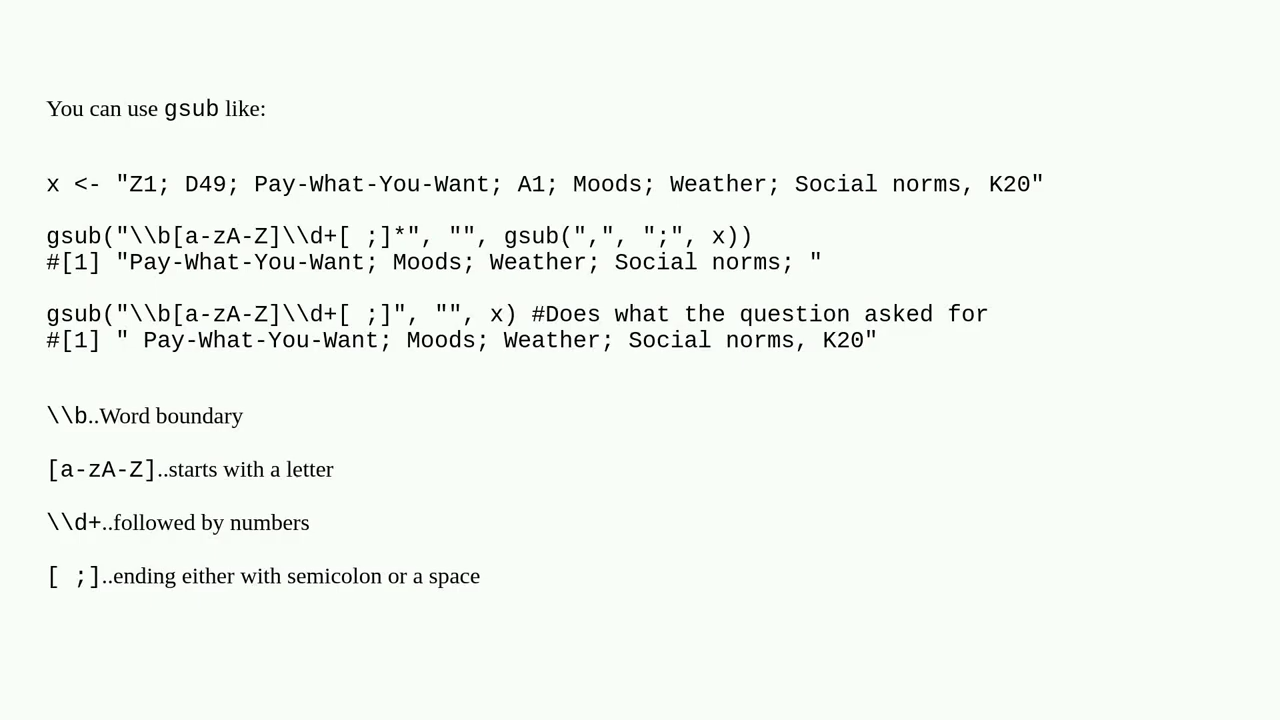 You can use gsub like:
x <- "Z1; D49; Pay-What-You-Want; A1; Moods; Weather; Social norms, K20"
gsub("\\b[a-zA-Z]\\d+[ ;]*", "", gsub(",", ";", x))
#[1] "Pay-What-You-Want; Moods; Weather; Social norms; "
gsub("\\b[a-zA-Z]\\d+[ ;]", "", x) #Does what the question asked for
#[1] " Pay-What-You-Want; Moods; Weather; Social norms, K20"
\\b..Word boundary
[a-zA-Z]..starts with a letter
\\d+..followed by numbers
[ ;]..ending either with semicolon or a space